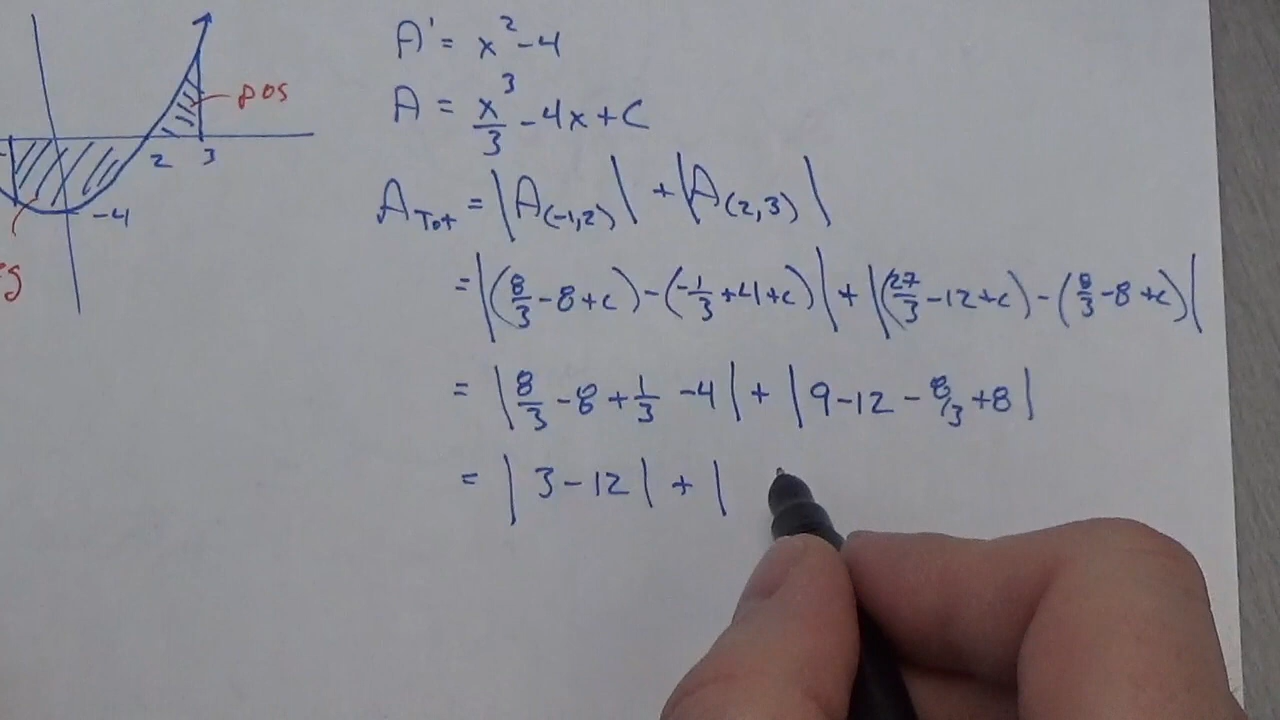 A' = x² - 4
pos
A = x³/3 - 4x + C
2 3
A_Tot = |A_(-1,2)| + |A_(2,3)|
-4
= |(8/3 - 8 + c) - (-1/3 + 4 + c)| + |(27/3 - 12 + c) - (8/3 - 8 + c)|
= |8/3 - 8 + 1/3 - 4| + |9 - 12 - 8/3 + 8|
= |3 - 12| + |